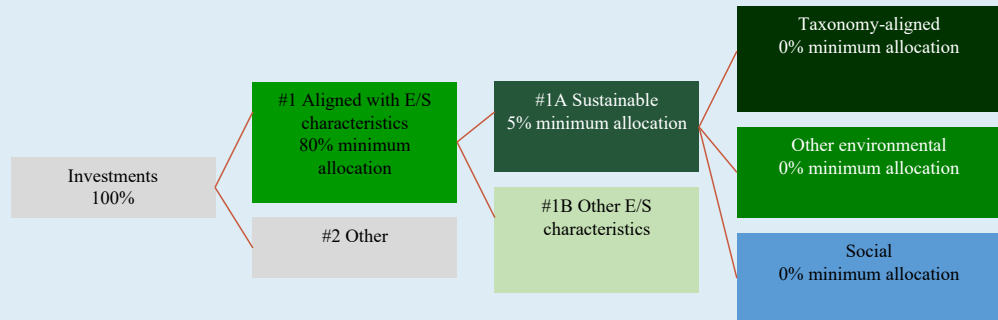 Investments
100%
#1 Aligned with E/S
characteristics
80% minimum
allocation
#2 Other
#1A Sustainable
5% minimum allocation
#1B Other E/S
characteristics
Taxonomy-aligned
0% minimum allocation
Other environmental
0% minimum allocation
Social
0% minimum allocation